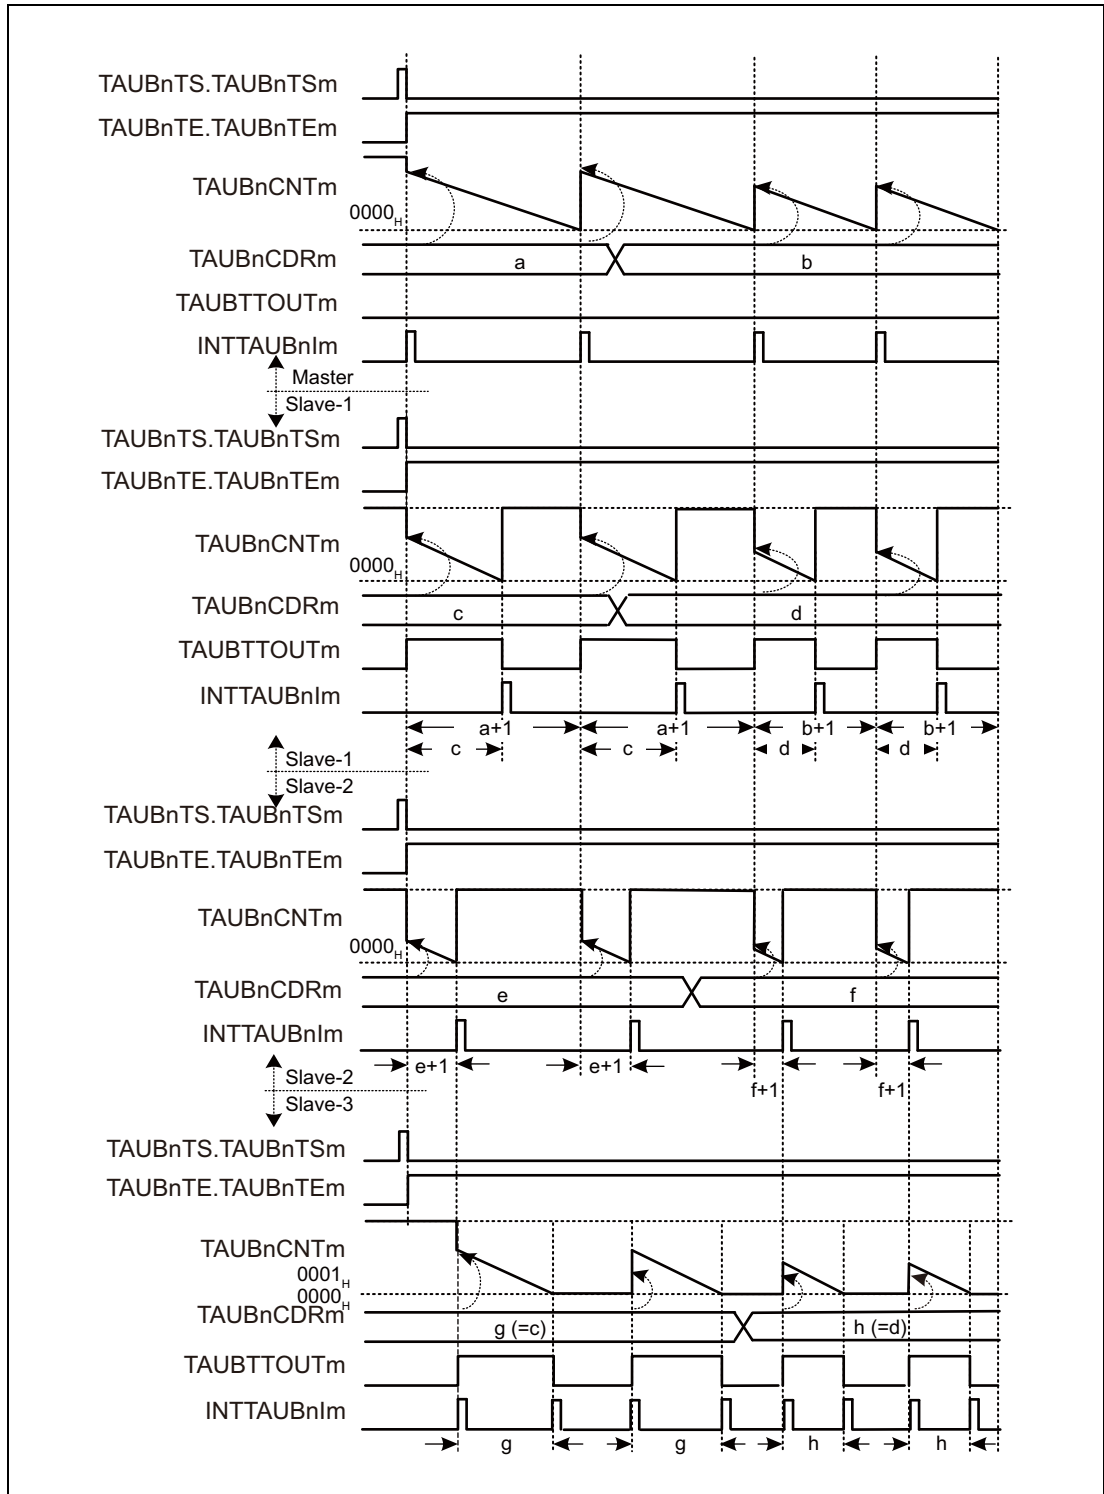 TAUBnTS.TAUBnTSm
TAUBnTE.TAUBnTEm
TAUBnCNTm
0000H
TAUBnCDRm
a b
TAUBTTOUTm
INTTAUBnIm
Master
Slave-1
TAUBnTS.TAUBnTSm
TAUBnTE.TAUBnTEm
TAUBnCNTm
0000H
TAUBnCDRm
c d
TAUBTTOUTm
INTTAUBnIm
a+1 a+1 b+1 b+1
c c d d
Slave-1
Slave-2
TAUBnTS.TAUBnTSm
TAUBnTE.TAUBnTEm
TAUBnCNTm
0000H
TAUBnCDRm
e f
INTTAUBnIm
e+1 e+1
Slave-2
f+1 f+1
Slave-3
TAUBnTS.TAUBnTSm
TAUBnTE.TAUBnTEm
TAUBnCNTm
0001H
0000H
TAUBnCDRm
g (=c) h (=d)
TAUBTTOUTm
INTTAUBnIm
g g h h